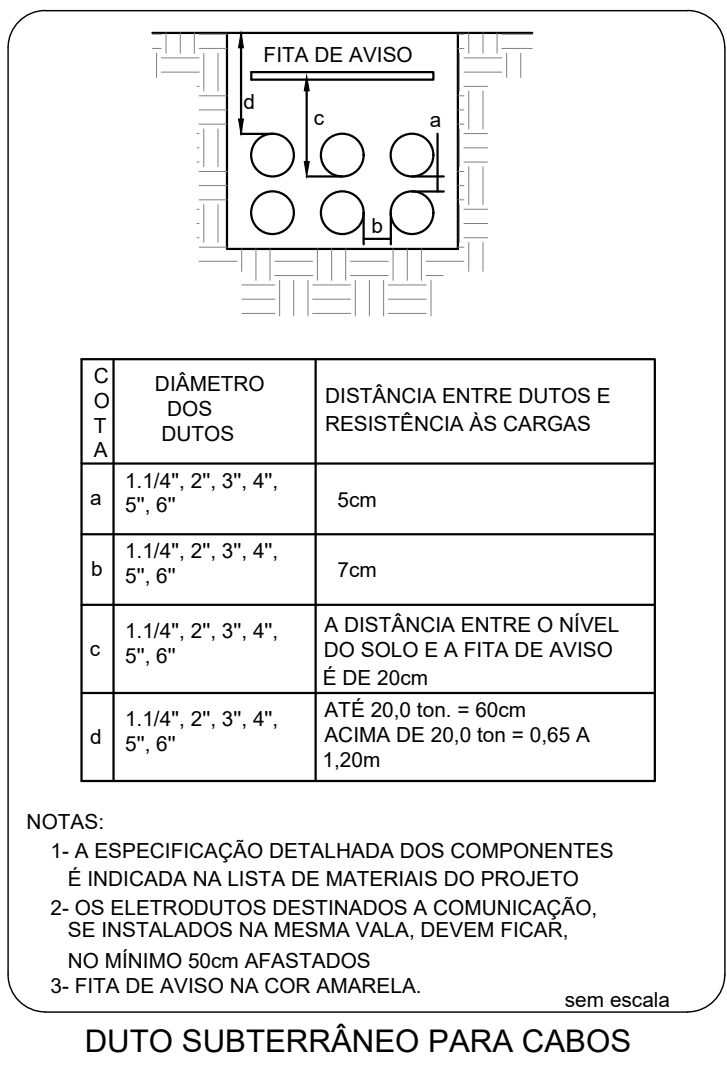 FITA DE AVISO
d
c
a
b
C
O
T
A
DIÂMETRO
DOS
DUTOS
DISTÂNCIA ENTRE DUTOS E
RESISTÊNCIA ÀS CARGAS
a
1.1/4", 2", 3", 4",
5", 6"
5cm
b
1.1/4", 2", 3", 4",
5", 6"
7cm
c
1.1/4", 2", 3", 4",
5", 6"
A DISTÂNCIA ENTRE O NÍVEL
DO SOLO E A FITA DE AVISO
É DE 20cm
d
1.1/4", 2", 3", 4",
5", 6"
ATÉ 20,0 ton. = 60cm
ACIMA DE 20,0 ton = 0,65 A
1,20m
NOTAS:
1- A ESPECIFICAÇÃO DETALHADA DOS COMPONENTES
É INDICADA NA LISTA DE MATERIAIS DO PROJETO
2- OS ELETRODUTOS DESTINADOS A COMUNICAÇÃO,
SE INSTALADOS NA MESMA VALA, DEVEM FICAR,
NO MÍNIMO 50cm AFASTADOS
3- FITA DE AVISO NA COR AMARELA.
sem escala
DUTO SUBTERRÂNEO PARA CABOS